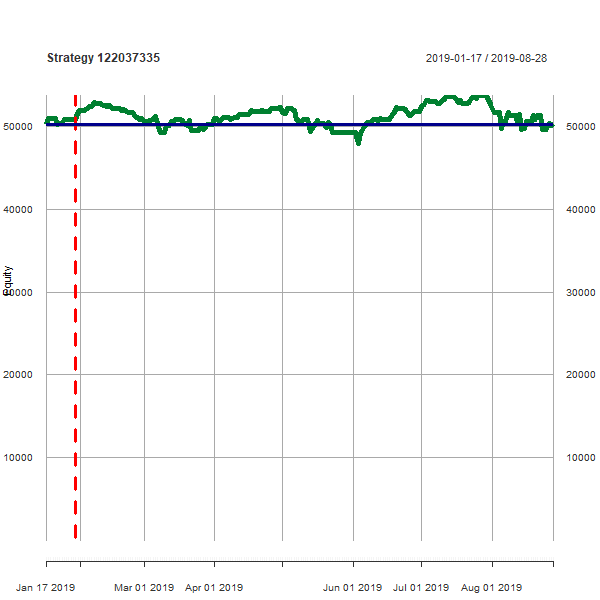 Strategy 122037335
2019-01-17 / 2019-08-28
50000
50000
40000
40000
Equity
30000
30000
20000
20000
10000
10000
Jan 17 2019
Mar 01 2019
Apr 01 2019
Jun 01 2019
Jul 01 2019
Aug 01 2019